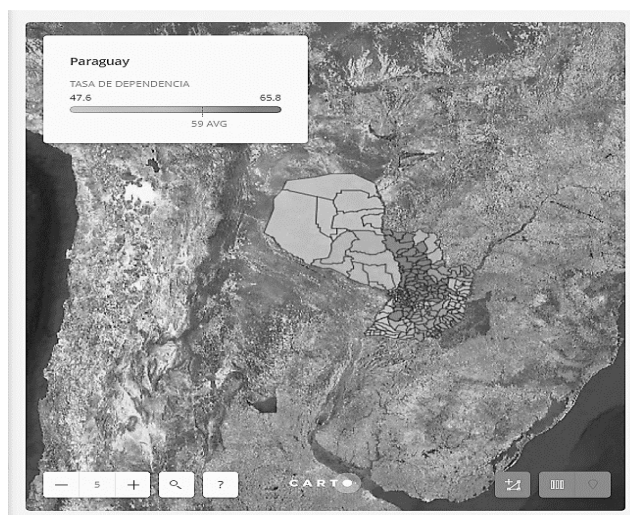 Paraguay
TASA DE DEPENDENCIA
47.6 65.8
59 AVG
— 5 + ?
CARTO